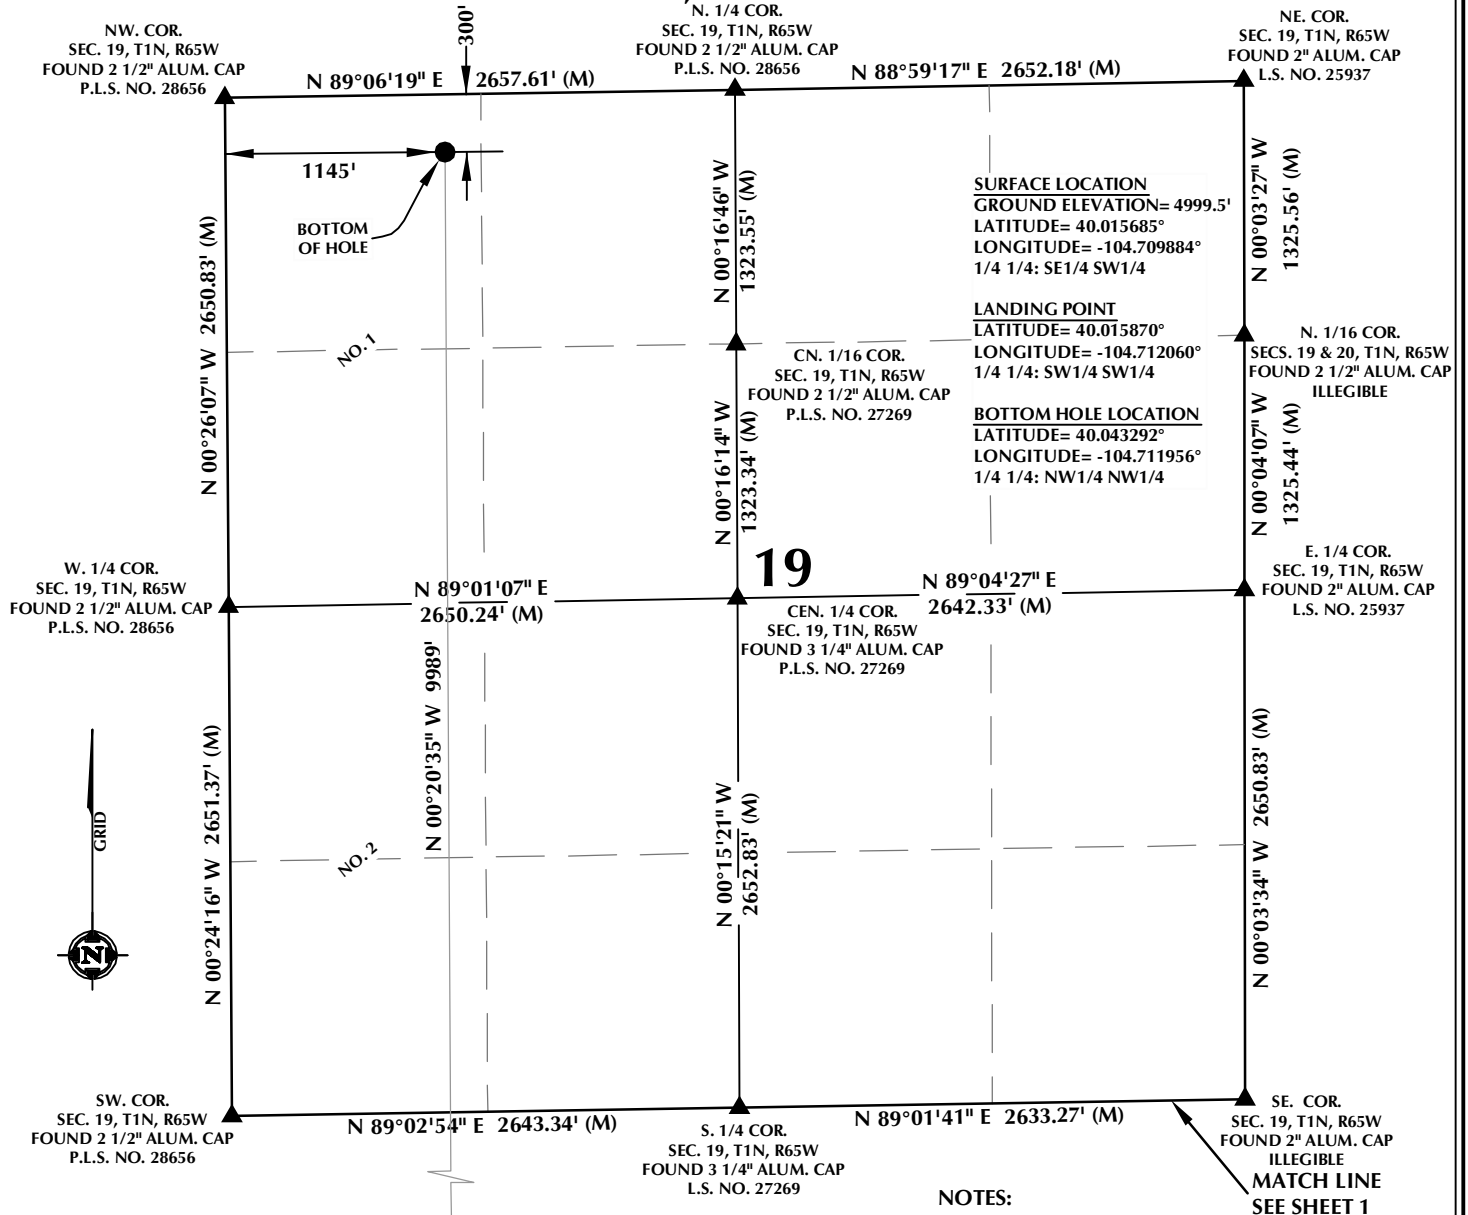 NW. COR.
SEC. 19, T1N, R65W
FOUND 2 1/2" ALUM. CAP
P.L.S. NO. 28656
300'
N. 1/4 COR.
SEC. 19, T1N, R65W
FOUND 2 1/2" ALUM. CAP
P.L.S. NO. 28656
NE. COR.
SEC. 19, T1N, R65W
FOUND 2" ALUM. CAP
L.S. NO. 25937
N 89°06'19" E 2657.61' (M)
N 88°59'17" E 2652.18' (M)
1145'
BOTTOM
OF HOLE
N 00°26'07" W 2650.83' (M)
N 00°16'46" W
1323.55' (M)
SURFACE LOCATION
GROUND ELEVATION= 4999.5'
LATITUDE= 40.015685°
LONGITUDE= -104.709884°
1/4 1/4: SE1/4 SW1/4
LANDING POINT
LATITUDE= 40.015870°
LONGITUDE= -104.712060°
1/4 1/4: SW1/4 SW1/4
BOTTOM HOLE LOCATION
LATITUDE= 40.043292°
LONGITUDE= -104.711956°
1/4 1/4: NW1/4 NW1/4
N 00°03'27" W
1325.56' (M)
NO. 1
CN. 1/16 COR.
SEC. 19, T1N, R65W
FOUND 2 1/2" ALUM. CAP
P.L.S. NO. 27269
N. 1/16 COR.
SECS. 19 & 20, T1N, R65W
FOUND 2 1/2" ALUM. CAP
ILLEGIBLE
N 00°16'14" W
1323.34' (M)
N 00°04'07" W
1325.44' (M)
W. 1/4 COR.
SEC. 19, T1N, R65W
FOUND 2 1/2" ALUM. CAP
P.L.S. NO. 28656
N 89°01'07" E
2650.24' (M)
19
CEN. 1/4 COR.
SEC. 19, T1N, R65W
FOUND 3 1/4" ALUM. CAP
P.L.S. NO. 27269
N 89°04'27" E
2642.33' (M)
E. 1/4 COR.
SEC. 19, T1N, R65W
FOUND 2" ALUM. CAP
L.S. NO. 25937
N 00°20'35" W 9989'
GRID
N
N 00°24'16" W 2651.37' (M)
NO. 2
N 00°15'21" W
2652.83' (M)
N 00°03'34" W 2650.83' (M)
SW. COR.
SEC. 19, T1N, R65W
FOUND 2 1/2" ALUM. CAP
P.L.S. NO. 28656
N 89°02'54" E 2643.34' (M)
S. 1/4 COR.
SEC. 19, T1N, R65W
FOUND 3 1/4" ALUM. CAP
L.S. NO. 27269
N 89°01'41" E 2633.27' (M)
SE. COR.
SEC. 19, T1N, R65W
FOUND 2" ALUM. CAP
ILLEGIBLE
MATCH LINE
SEE SHEET 1
NOTES: